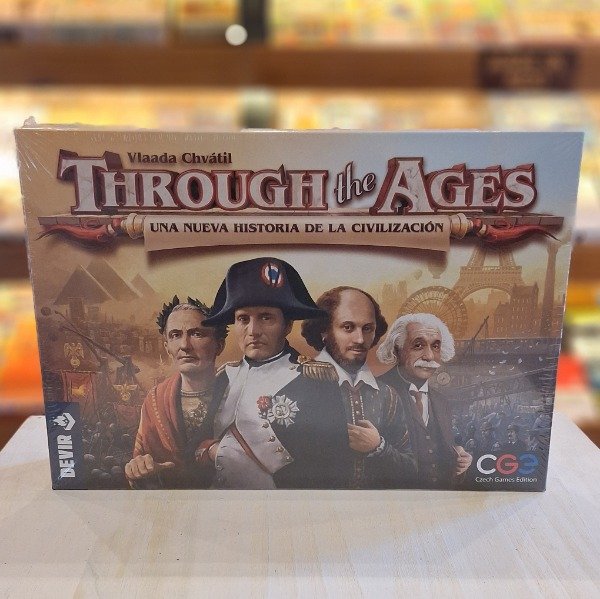 Vlaada Chvátil
THROUGH the AGES
UNA NUEVA HISTORIA DE LA CIVILIZACIÓN
DEVIR
CGE
Czech Games Edition